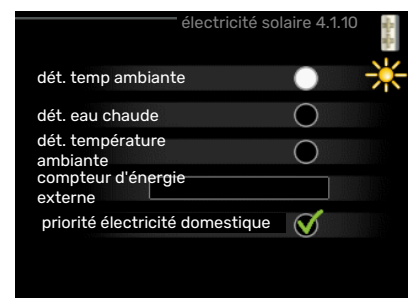 électricité solaire 4.1.10
dét. temp ambiante
dét. eau chaude
dét. température
ambiante
compteur d'énergie
externe
priorité électricité domestique